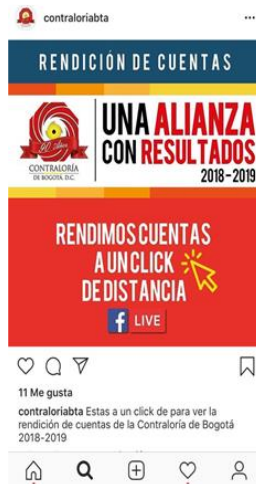 contraloriabta
RENDICIÓN DE CUENTAS
90 años
CONTRALORÍA
DE BOGOTÁ, D.C.
UNA ALIANZA
CON RESULTADOS
2018-2019
RENDIMOS CUENTAS
A UN CLICK
DE DISTANCIA
f LIVE
11 Me gusta
contraloriabta Estas a un click de para ver la
rendición de cuentas de la Contraloría de Bogotá
2018-2019